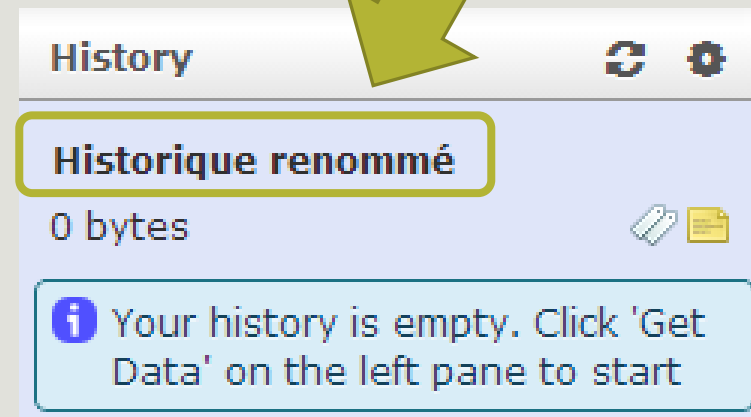 History
Historique renommé
0 bytes
Your history is empty. Click 'Get
Data' on the left pane to start